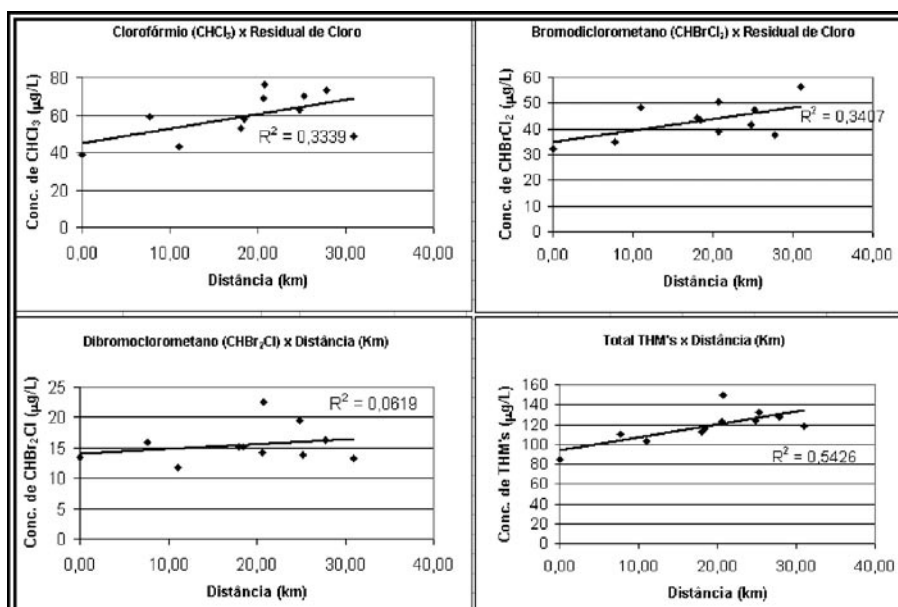 Clorofórmio (CHCl3) x Residual de Cloro
Conc. de CHCl3 (µg/L)
80
60
40
20
0
R² = 0,3339
0,00 10,00 20,00 30,00 40,00
Distância (km)
Bromodiclorometano (CHBrCl2) x Residual de Cloro
Conc. de CHBrCl2 (µg/L)
60
50
40
30
20
10
0
R² = 0,3407
0,00 10,00 20,00 30,00 40,00
Distância (km)
Dibromoclorometano (CHBr2Cl) x Distância (Km)
Conc. de CHBr2Cl (µg/L)
25
20
15
10
5
0
R² = 0,0619
0,00 10,00 20,00 30,00 40,00
Distância (km)
Total THM's x Distância (Km)
Conc. de THM's (µg/L)
160
140
120
100
80
60
40
20
0
R² = 0,5426
0,00 10,00 20,00 30,00 40,00
Distância (km)